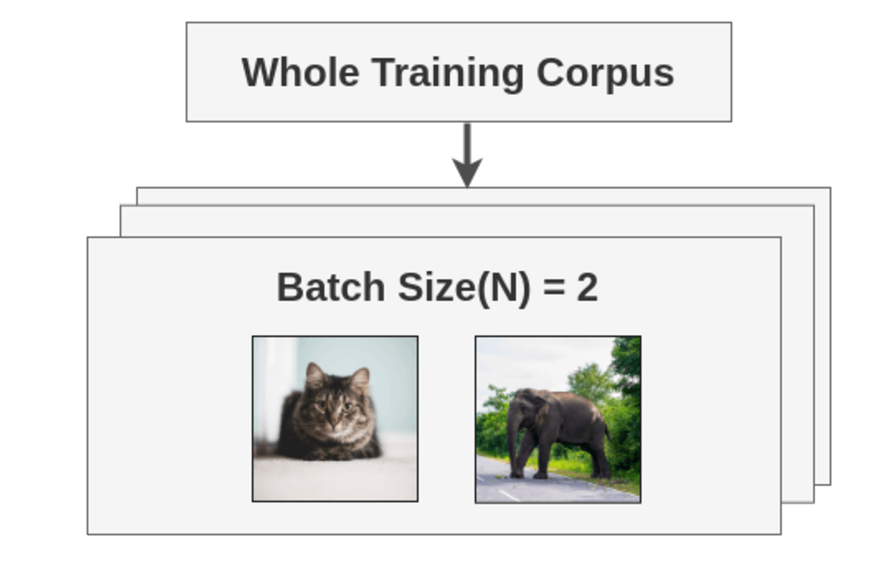 Whole Training Corpus
Batch Size(N) = 2